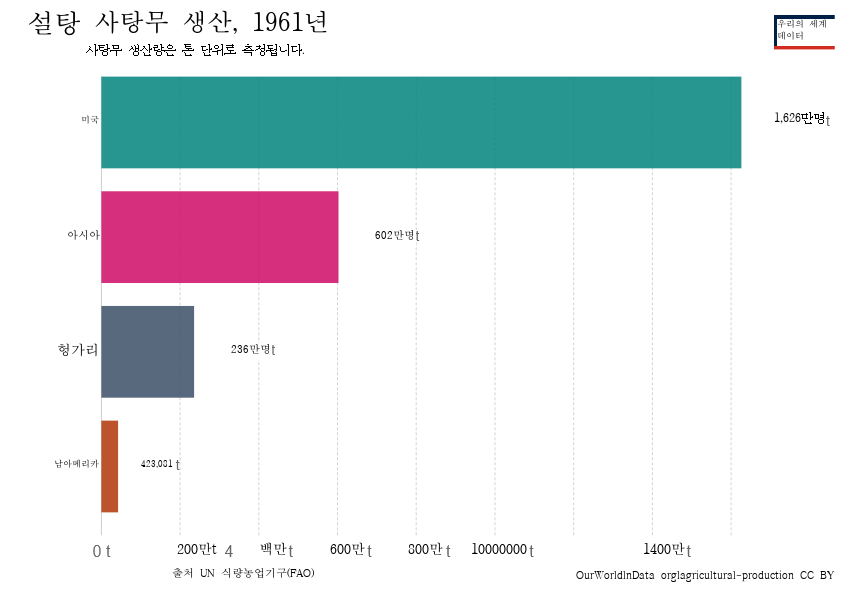 설탕 사탕무 생산, 1961년
사탕무 생산량은 톤 단위로 측정됩니다.
우리의 세계
데이터
미국
1,626만명t
아시아
602만명t
헝가리
236만명t
남아메리카
423,081 t
0 t 200만t 4 백만t 600만t 800만t 10000000t 1400만t
출처 UN 식량농업기구(FAO)
OurWorldInData orglagricultural-production CC BY